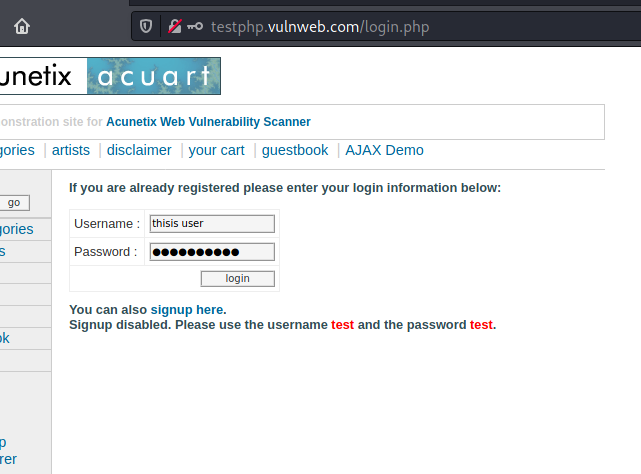 testphp.vulnweb.com/login.php
unetix acuart
onstration site for Acunetix Web Vulnerability Scanner
gories | artists | disclaimer | your cart | guestbook | AJAX Demo
If you are already registered please enter your login information below:
go
Username : thisis user
gories
Password : ●●●●●●●●●●
s
login
You can also signup here.
Signup disabled. Please use the username test and the password test.
ok
p
rer